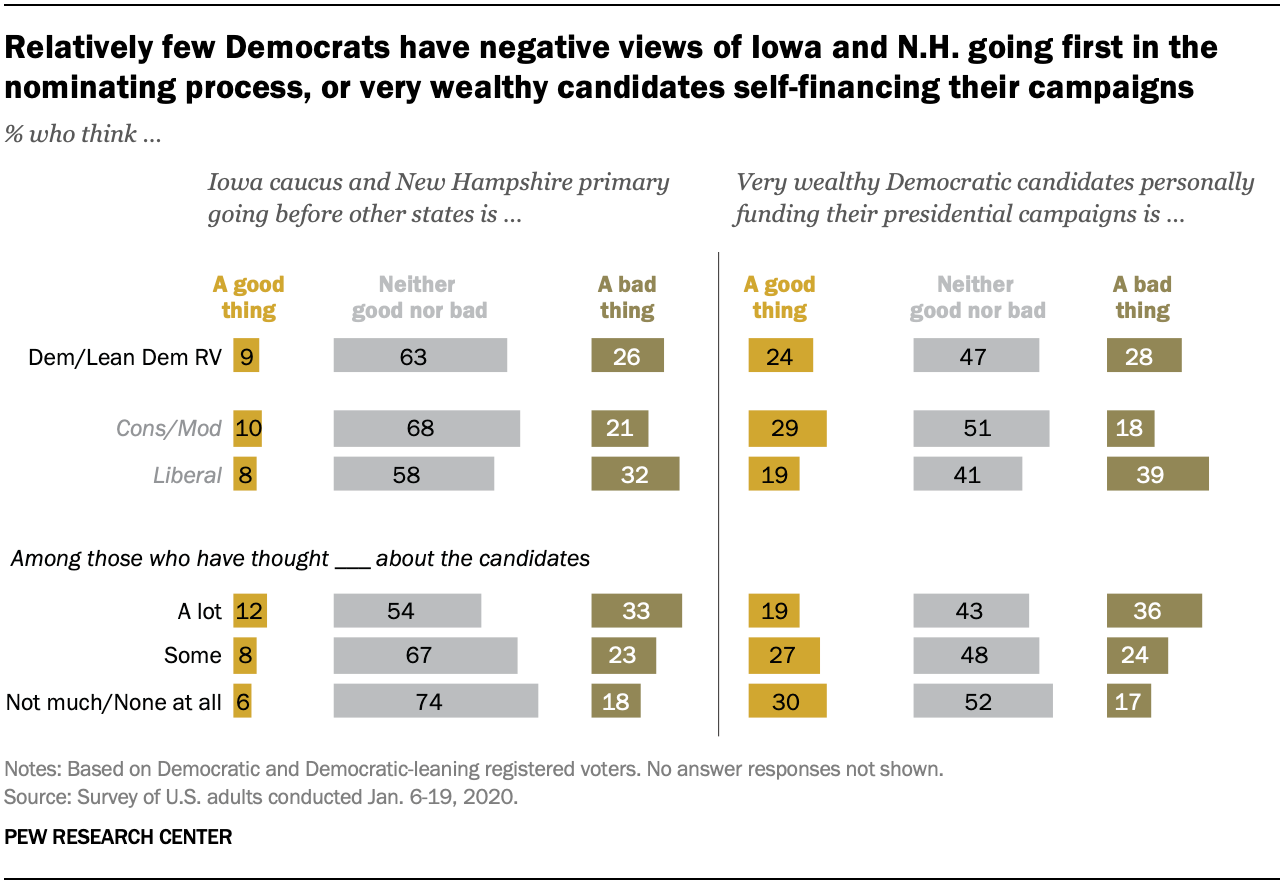 Relatively few Democrats have negative views of Iowa and N.H. going first in the
nominating process, or very wealthy candidates self-financing their campaigns
% who think ...
Iowa caucus and New Hampshire primary
going before other states is ...
Very wealthy Democratic candidates personally
funding their presidential campaigns is ...
A good
thing
Neither
good nor bad
A bad
thing
A good
thing
Neither
good nor bad
A bad
thing
Dem/Lean Dem RV 9 63 26 24 47 28
Cons/Mod 10 68 21 29 51 18
Liberal 8 58 32 19 41 39
Among those who have thought ___ about the candidates
A lot 12 54 33 19 43 36
Some 8 67 23 27 48 24
Not much/None at all 6 74 18 30 52 17
Notes: Based on Democratic and Democratic-leaning registered voters. No answer responses not shown.
Source: Survey of U.S. adults conducted Jan. 6-19, 2020.
PEW RESEARCH CENTER